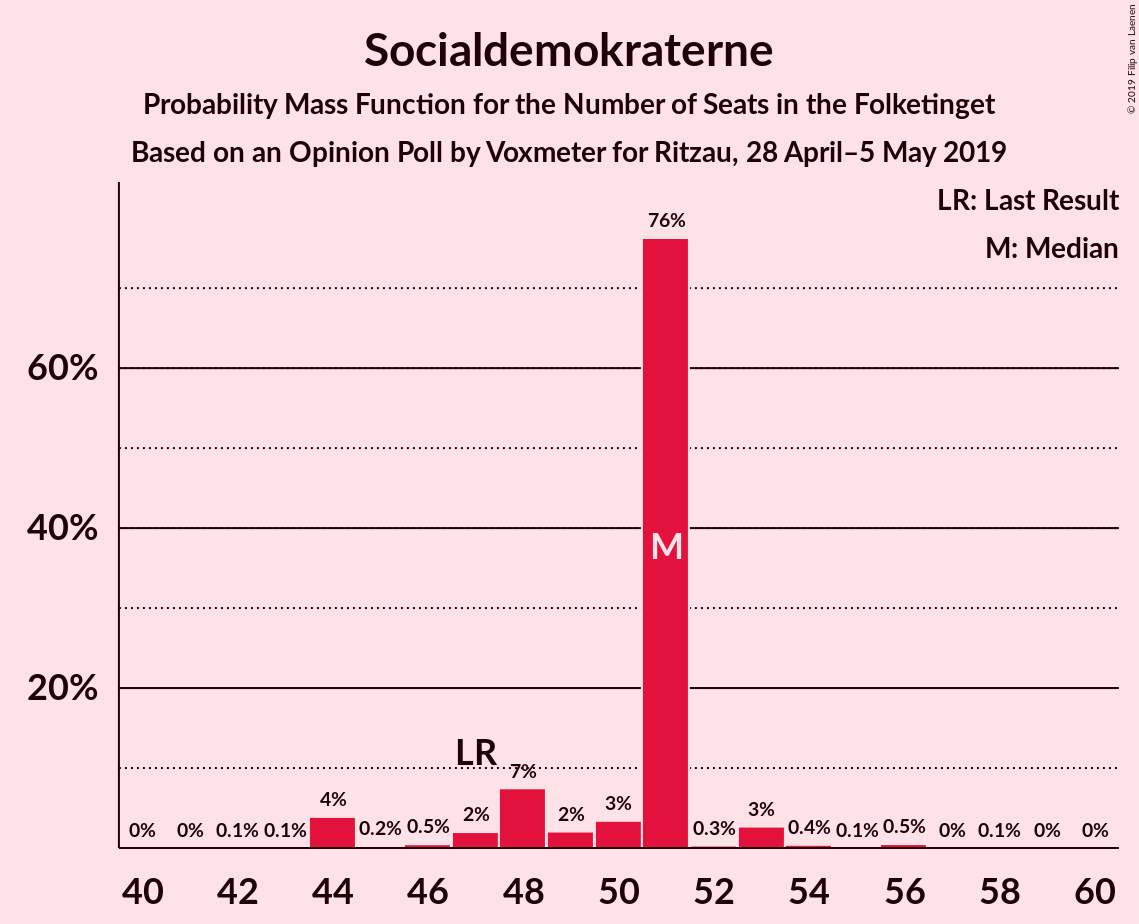 Socialdemokraterne
Probability Mass Function for the Number of Seats in the Folketinget
Based on an Opinion Poll by Voxmeter for Ritzau, 28 April–5 May 2019
© 2019 Filip van Laenen
LR: Last Result
M: Median
60%
40%
20%
0%
0%
0.1%
0.1%
4%
0.2%
0.5%
2%
LR
7%
2%
3%
76%
M
0.3%
3%
0.4%
0.1%
0.5%
0%
0.1%
0%
0%
40 42 44 46 48 50 52 54 56 58 60